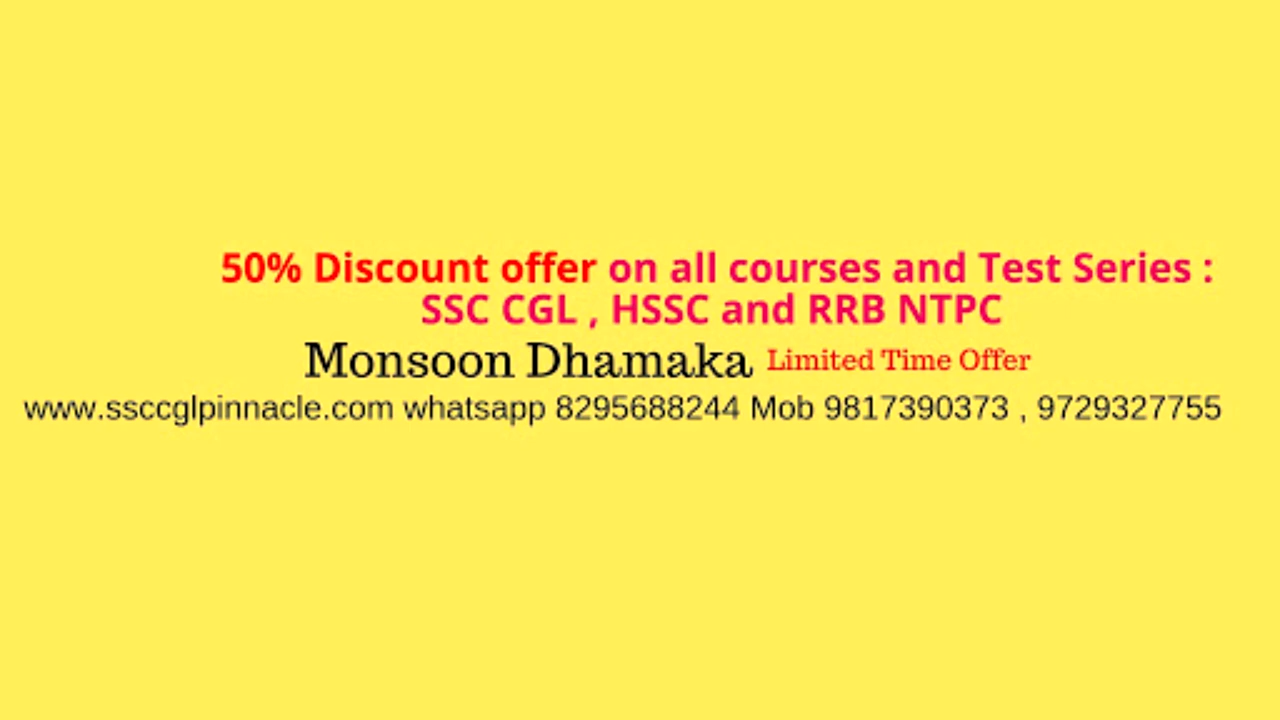 50% Discount offer on all courses and Test Series :
SSC CGL , HSSC and RRB NTPC
Monsoon Dhamaka Limited Time Offer
www.ssccglpinnacle.com whatsapp 8295688244 Mob 9817390373 , 9729327755